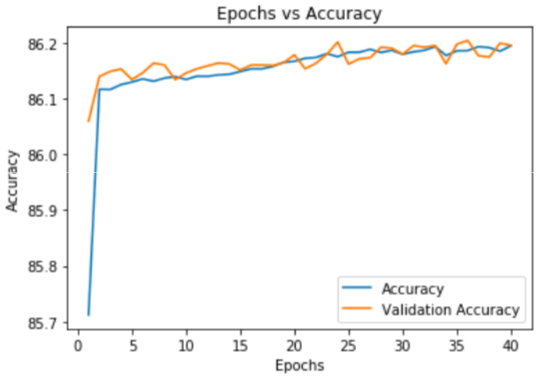 Epochs vs Accuracy
86.2
86.1
86.0
85.9
85.8
85.7
Accuracy
0 5 10 15 20 25 30 35 40
Epochs
Accuracy
Validation Accuracy